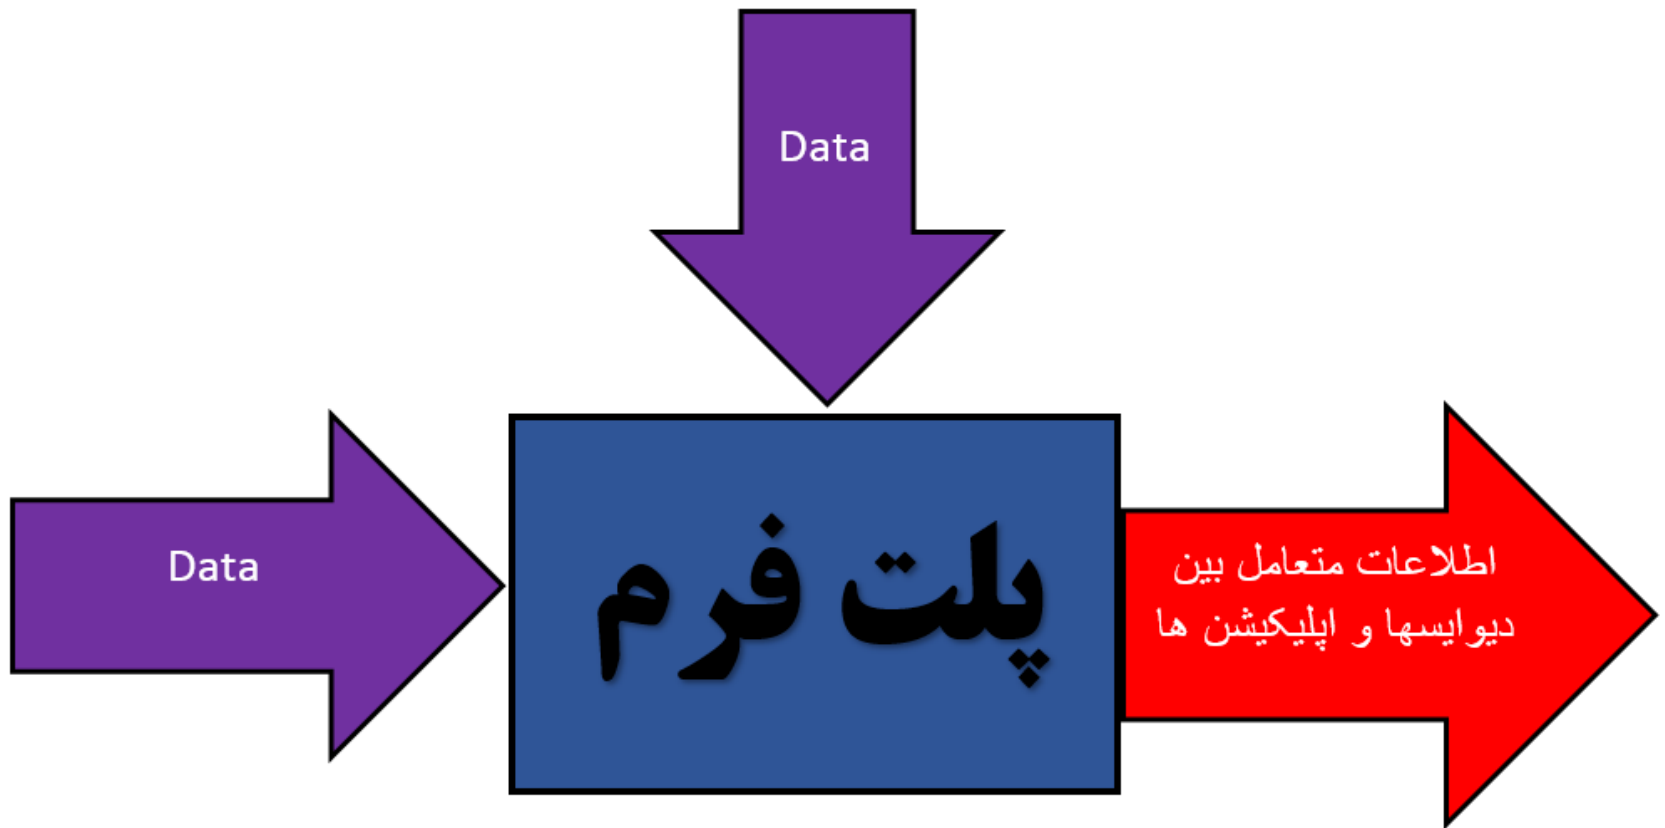 Data
Data
پلت فرم
اطلاعات متعامل بین
دیوایسها و اپلیکیشن ها